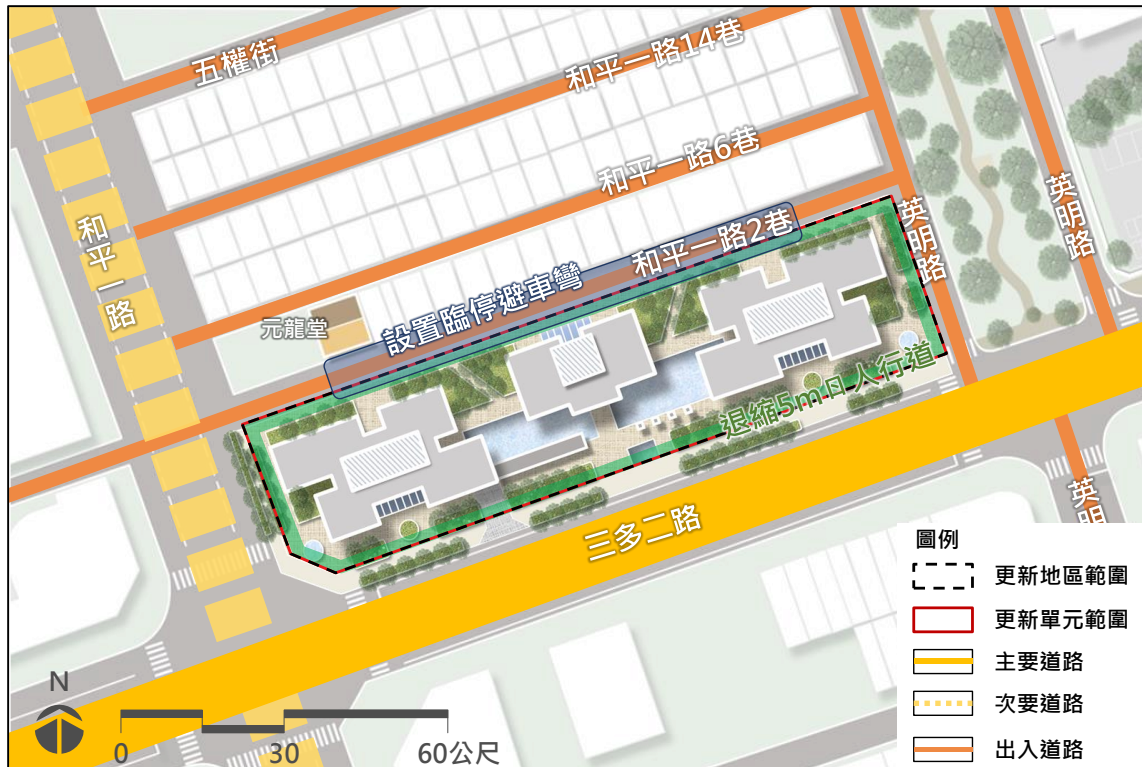 五權街
和平一路14巷
和平一路6巷
和平一路2巷
和平一路
英明路
英明路
設置臨停避車彎
元龍堂
退縮5m日人行道
三多二路
英明
圖例
更新地區範圍
更新單元範圍
主要道路
次要道路
出入道路
N
0 30 60公尺